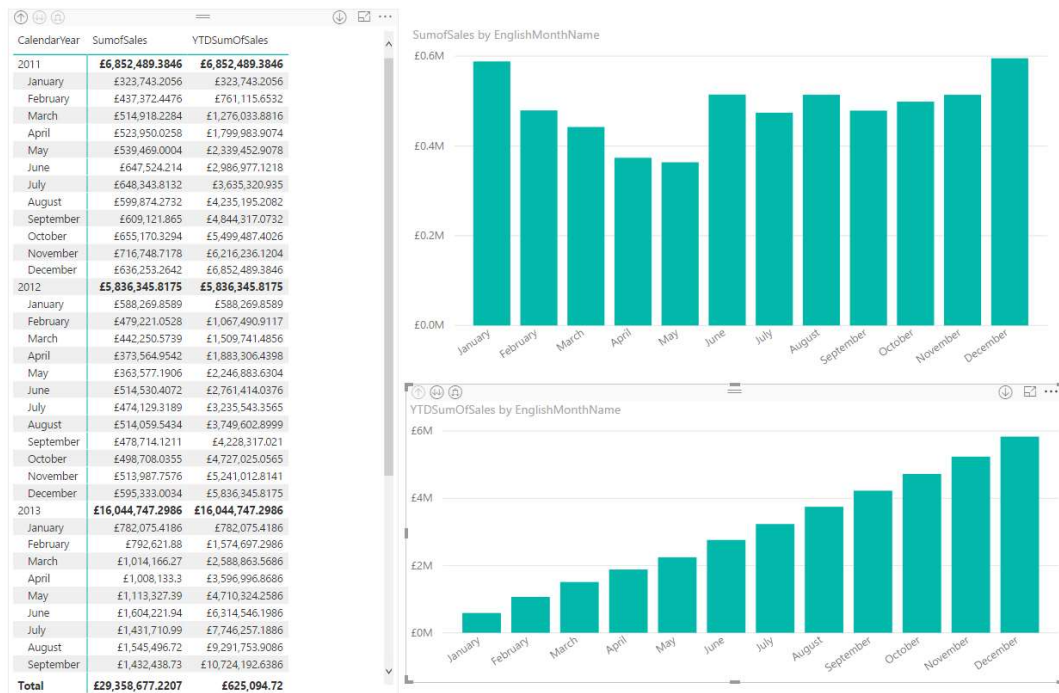 CalendarYear SumofSales YTDSumOfSales
2011 £6,852,489.3846 £6,852,489.3846
January £323,743.2056 £323,743.2056
February £437,372.4476 £761,115.6532
March £514,918.2284 £1,276,033.8816
April £523,950.0258 £1,799,983.9074
May £539,469.0004 £2,339,452.9078
June £647,524.214 £2,986,977.1218
July £648,343.8132 £3,635,320.935
August £599,874.2732 £4,235,195.2082
September £609,121.865 £4,844,317.0732
October £655,170.3294 £5,499,487.4026
November £716,748.7178 £6,216,236.1204
December £636,253.2642 £6,852,489.3846
2012 £5,836,345.8175 £5,836,345.8175
January £588,269.8589 £588,269.8589
February £479,221.0528 £1,067,490.9117
March £442,250.5739 £1,509,741.4856
April £373,564.9542 £1,883,306.4398
May £363,577.1906 £2,246,883.6304
June £514,530.4072 £2,761,414.0376
July £474,129.3189 £3,235,543.3565
August £514,059.5434 £3,749,602.8999
September £478,714.1211 £4,228,317.021
October £498,708.0355 £4,727,025.0565
November £513,987.7576 £5,241,012.8141
December £595,333.0034 £5,836,345.8175
2013 £16,044,747.2986 £16,044,747.2986
January £782,075.4186 £782,075.4186
February £792,621.88 £1,574,697.2986
March £1,014,166.27 £2,588,863.5686
April £1,008,133.3 £3,596,996.8686
May £1,113,327.39 £4,710,324.2586
June £1,604,221.94 £6,314,546.1986
July £1,431,710.99 £7,746,257.1886
August £1,545,496.72 £9,291,753.9086
September £1,432,438.73 £10,724,192.6386
Total £29,358,677.2207 £625,094.72
SumofSales by EnglishMonthName
£0.6M
£0.4M
£0.2M
£0.0M
January February March April May June July August September October November December
YTDSumOfSales by EnglishMonthName
£6M
£4M
£2M
£0M
January February March April May June July August September October November December